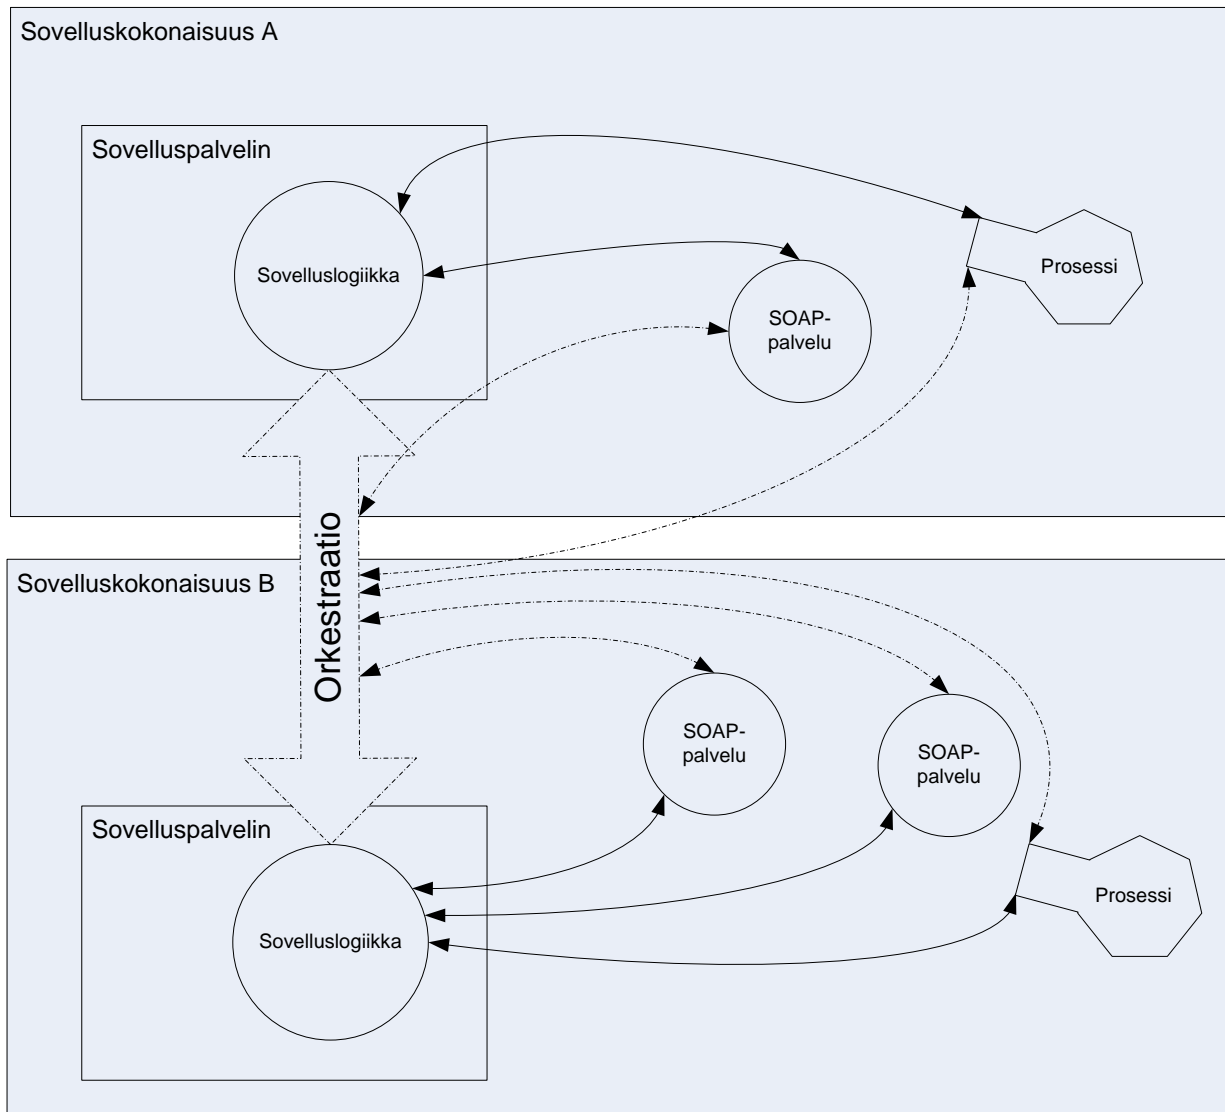 Sovelluskokonaisuus A
Sovelluspalvelin
Sovelluslogiikka
SOAP-
palvelu
Prosessi
Orkestraatio
Sovelluskokonaisuus B
SOAP-
palvelu
SOAP-
palvelu
Sovelluspalvelin
Sovelluslogiikka
Prosessi